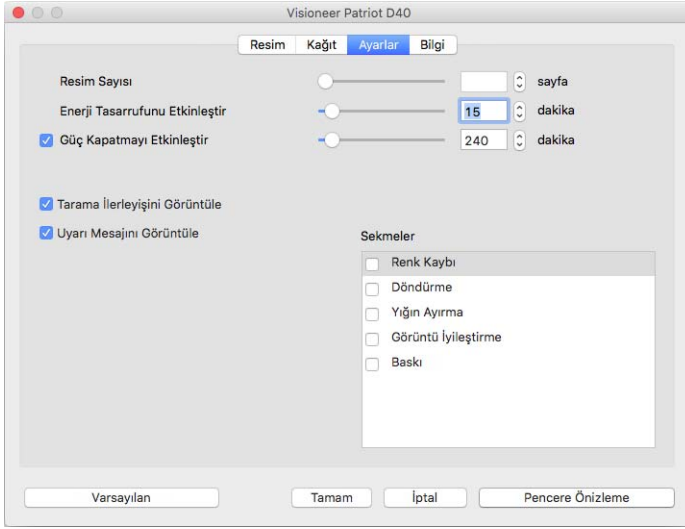 Visioneer Patriot D40
Resim Kağıt Ayarlar Bilgi
Resim Sayısı sayfa
Enerji Tasarrufunu Etkinleştir 15 dakika
Güç Kapatmayı Etkinleştir 240 dakika
Tarama İlerleyişini Görüntüle
Uyarı Mesajını Görüntüle
Sekmeler
Renk Kaybı
Döndürme
Yığın Ayırma
Görüntü İyileştirme
Baskı
Varsayılan Tamam İptal Pencere Önizleme